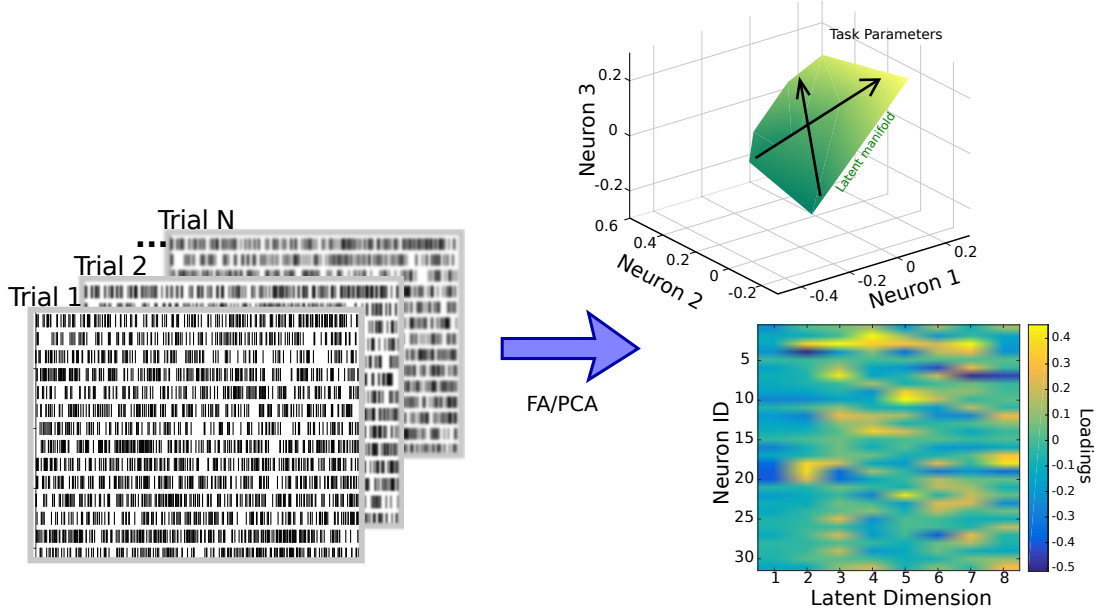 Trial N
...
Trial 2
Trial 1
FA/PCA
Task Parameters
Latent manifold
Neuron 3
0.2
0
-0.2
0.6
0.4
0.2
0
-0.2
Neuron 2
-0.4
-0.2
0
0.2
Neuron 1
Neuron ID
5
10
15
20
25
30
1 2 3 4 5 6 7 8
Latent Dimension
0.4
0.3
0.2
0.1
0
-0.1
-0.2
-0.3
-0.4
-0.5
Loadings